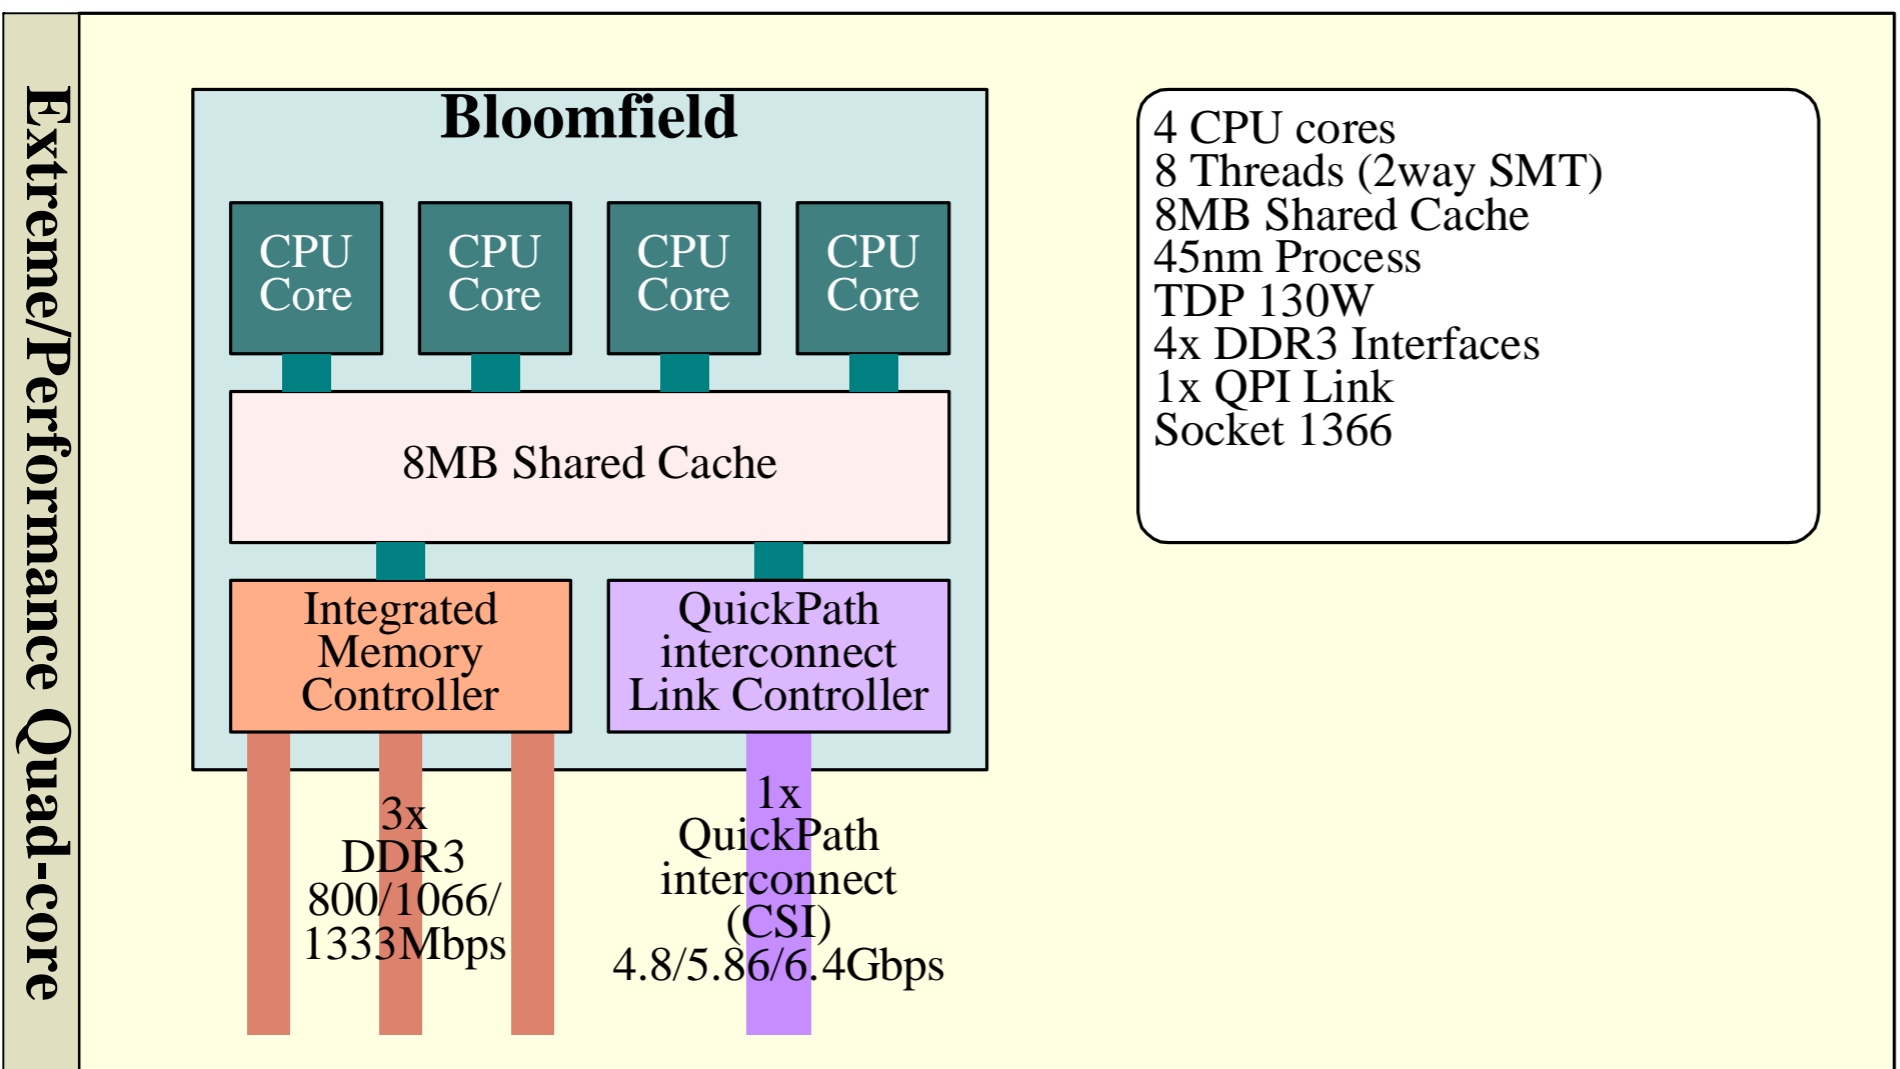 Extreme/Performance Quad-core
Bloomfield
CPU
Core
CPU
Core
CPU
Core
CPU
Core
8MB Shared Cache
Integrated
Memory
Controller
QuickPath
interconnect
Link Controller
3x
DDR3
800/1066/
1333Mbps
1x
QuickPath
interconnect
(CSI)
4.8/5.86/6.4Gbps
4 CPU cores
8 Threads (2way SMT)
8MB Shared Cache
45nm Process
TDP 130W
4x DDR3 Interfaces
1x QPI Link
Socket 1366